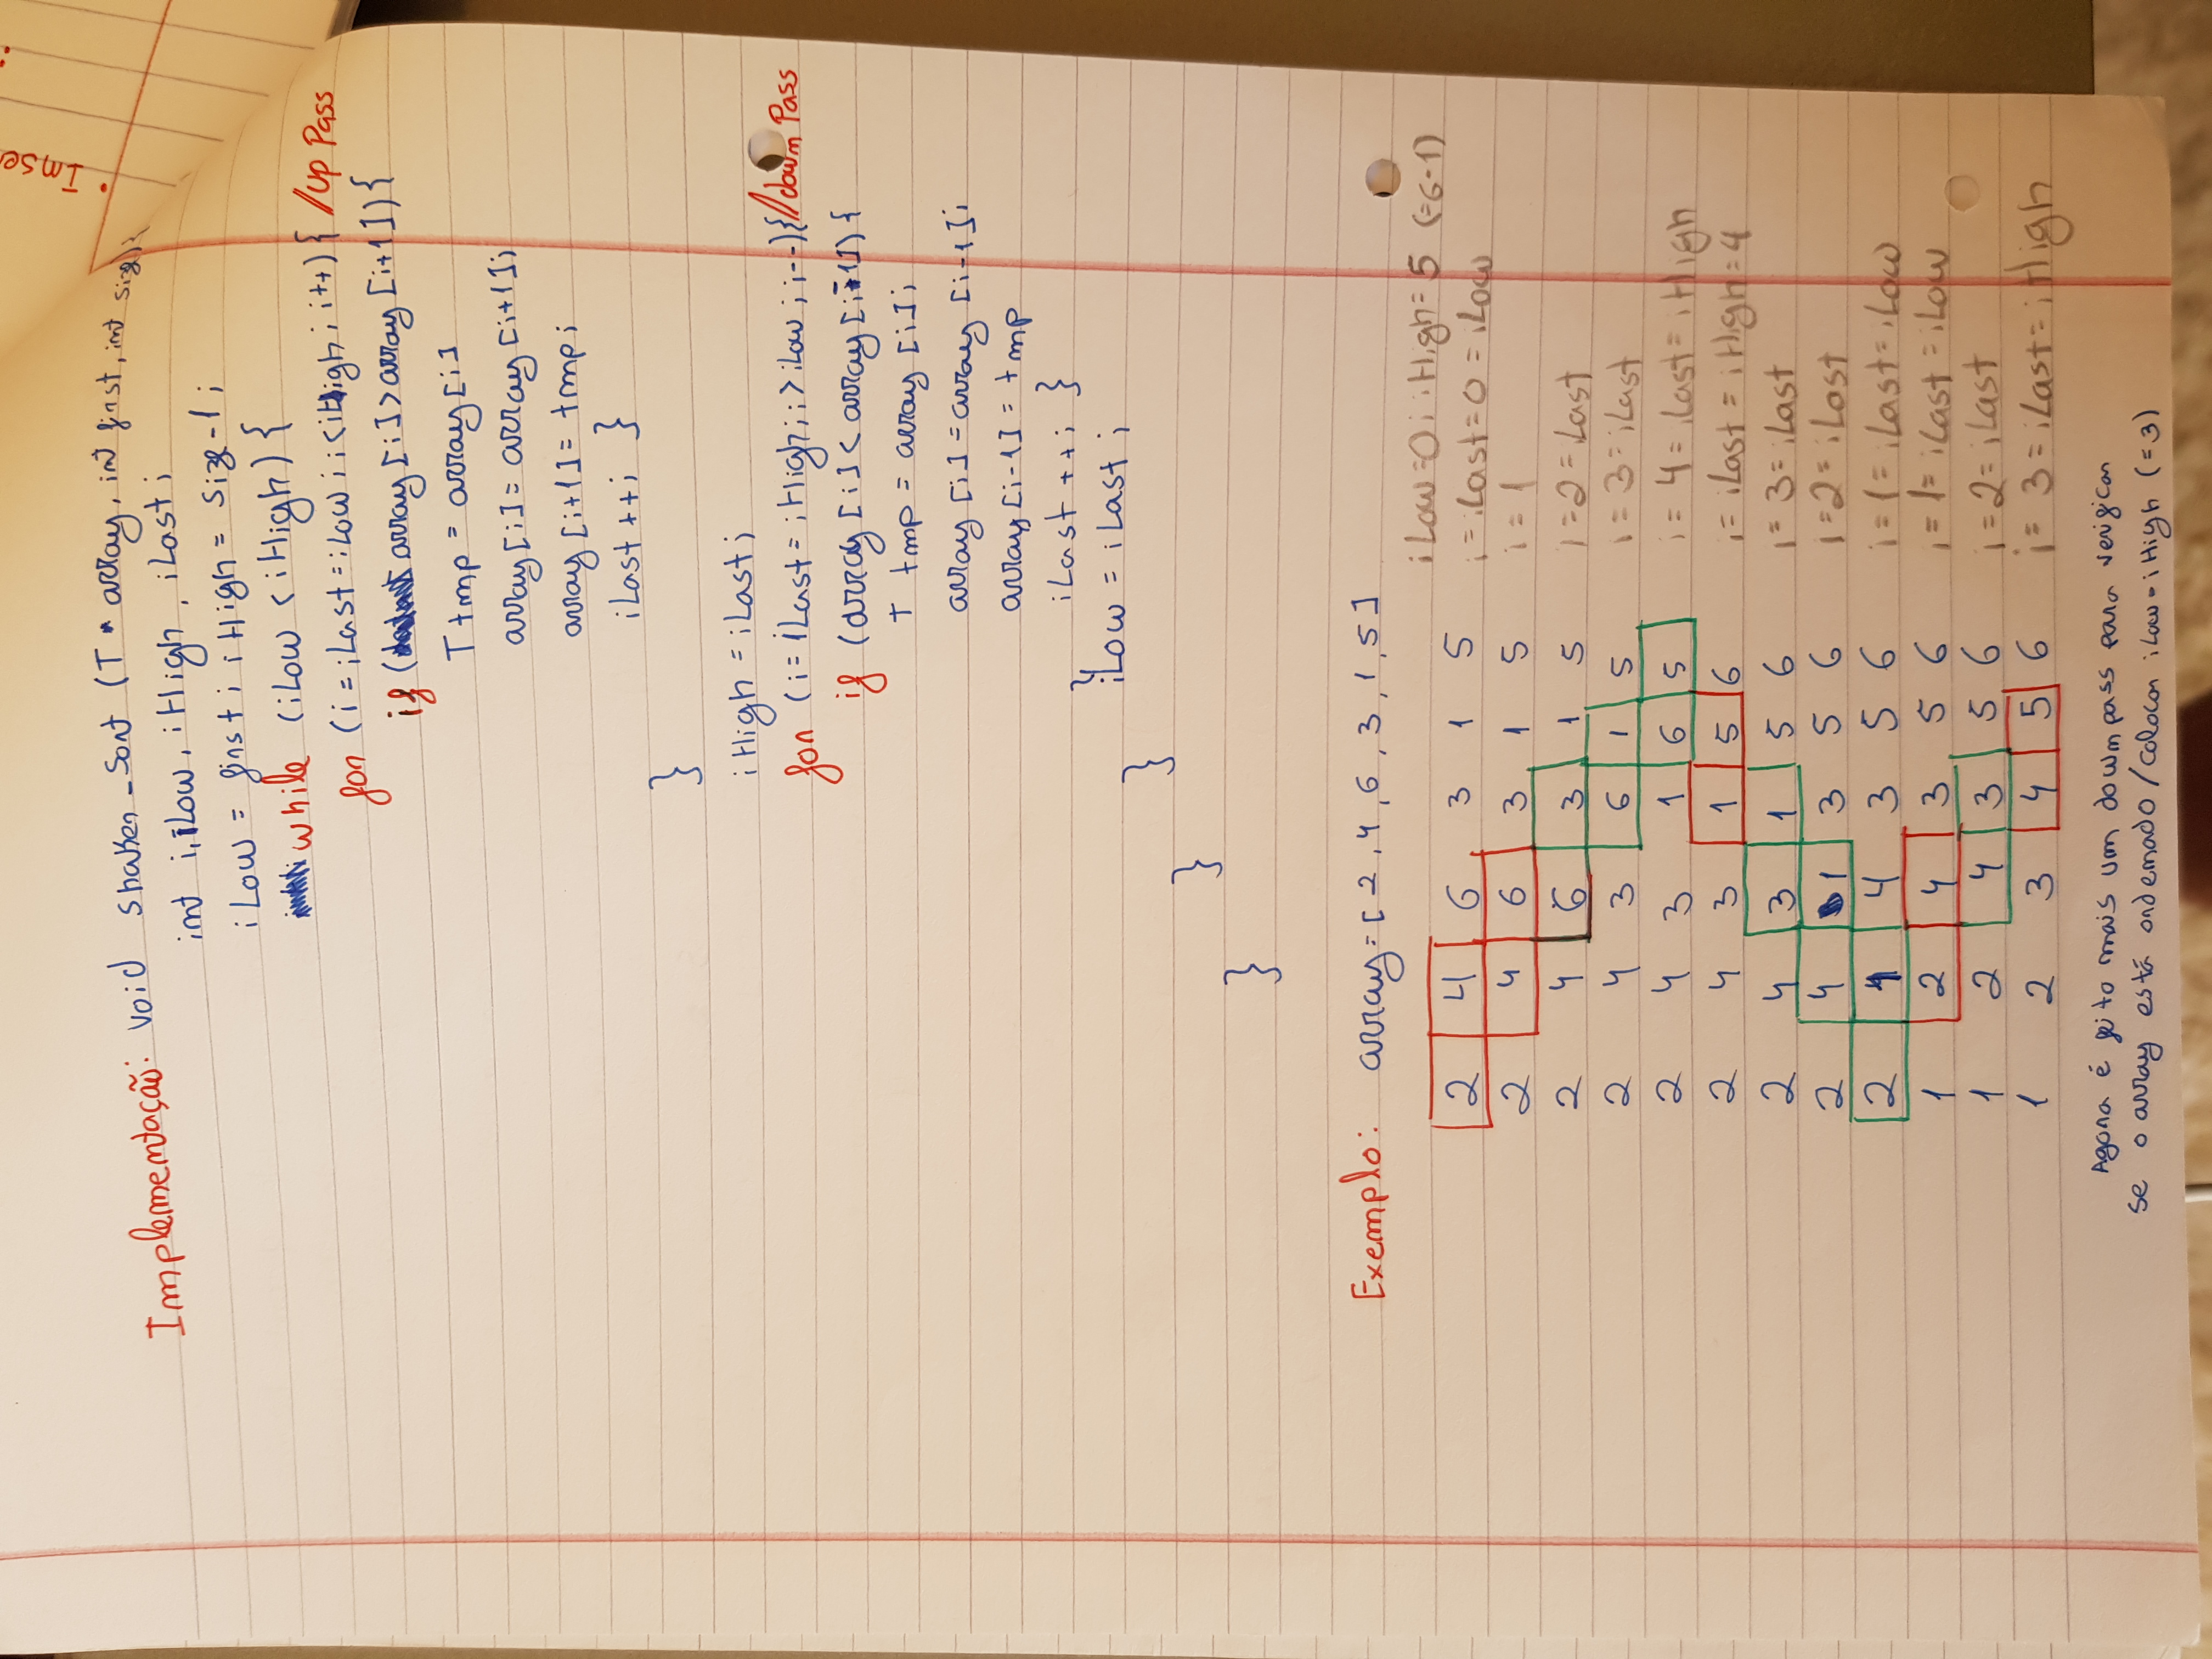 • Inse
Implementação: void shaker_sort (T* array, int first, int size){
int i, iLow, iHigh, iLast;
iLow = first; iHigh = size-1;
while (iLow < iHigh) {
for (i = iLast = iLow; i<iHigh; i++) { //up Pass
if (array[i] > array[i+1]){
T tmp = array[i]
array[i] = array[i+1];
array[i+1] = tmp;
iLast++; }
}
iHigh = iLast;
for (i = iLast = iHigh; i > iLow; i--){ //down Pass
if (array[i] < array[i-1]) {
T tmp = array[i];
array[i] = array[i-1];
array[i-1] = tmp
iLast++; }
}
iLow = iLast;
}
}
}
Exemplo: array = [2, 4, 6, 3, 1, 5]
iLow=0; iHigh=5 (=6-1)
2 4 6 3 1 5 i = iLast=0 = iLow
2 4 6 3 1 5 i = 1
2 4 6 3 1 5 i = 2 = iLast
2 4 3 6 1 5 i = 3 = iLast
2 4 3 1 6 5 i = 4 = iLast = iHigh
2 4 3 1 5 6 i = iLast = iHigh = 4
2 4 3 1 5 6 i = 3 = iLast
2 4 1 3 5 6 i = 2 = iLast
2 1 4 3 5 6 i = 1 = iLast = iLow
1 2 4 3 5 6 i = 1 = iLast = iLow
1 2 4 3 5 6 i = 2 = iLast
1 2 3 4 5 6 i = 3 = iLast = iHigh
Agora é feito mais um down pass para verificar
se o array está ordenado/colocar iLow = iHigh (=3)